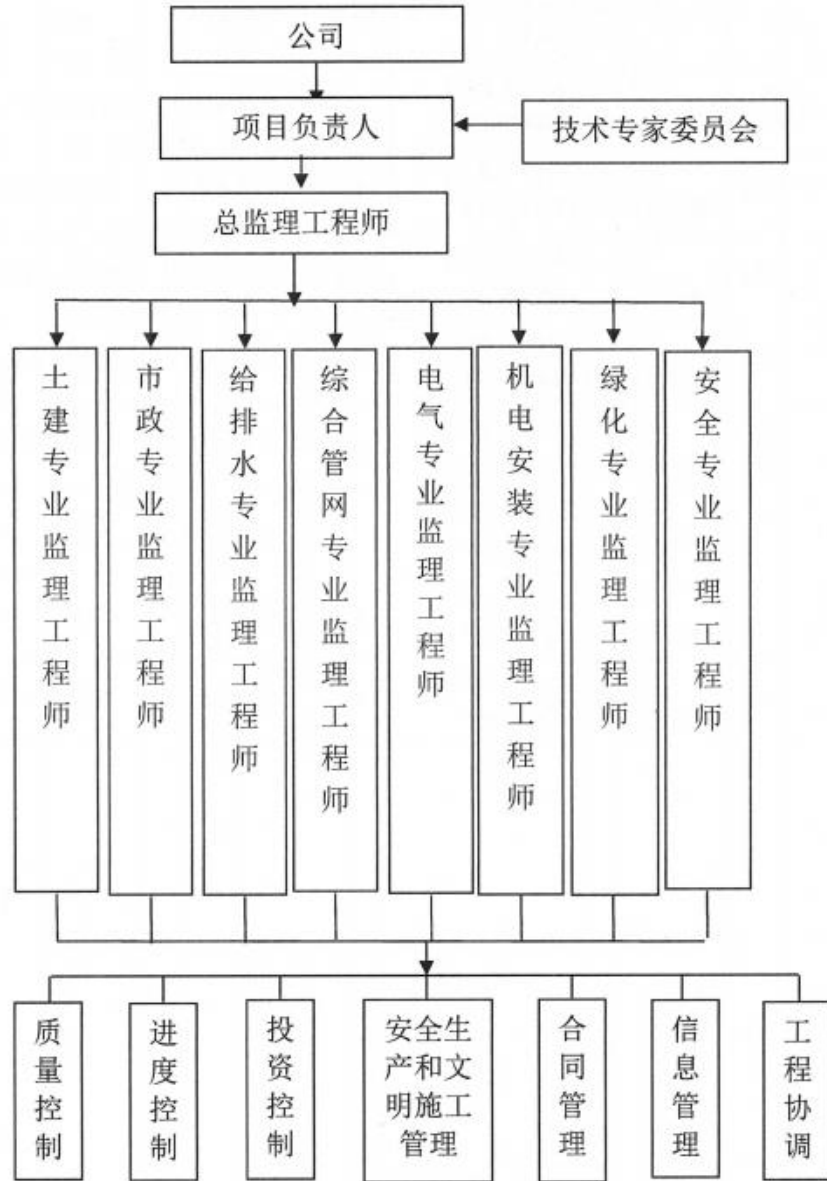 公司
项目负责人
技术专家委员会
总监理工程师
土建专业监理工程师
市政专业监理工程师
给排水专业监理工程师
综合管网专业监理工程师
电气专业监理工程师
机电安装专业监理工程师
绿化专业监理工程师
安全专业监理工程师
质量控制
进度控制
投资控制
安全生
产和文
明施工
管理
合同管理
信息管理
工程协调